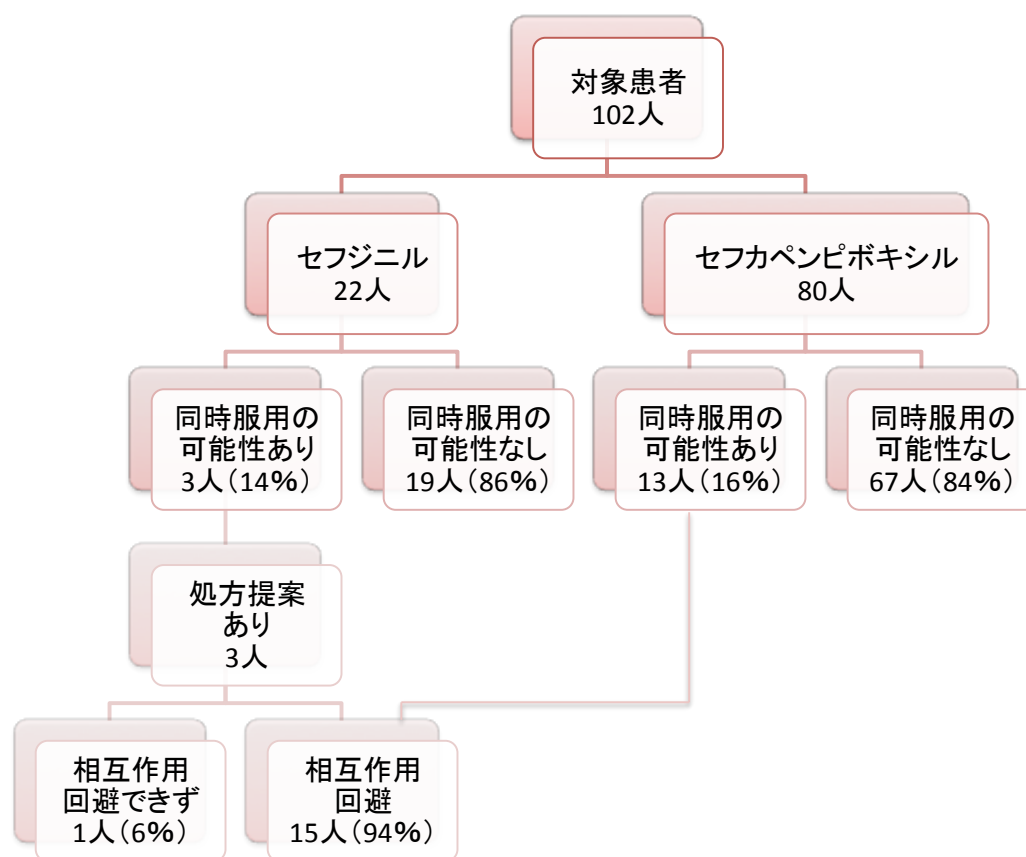 対象患者
102人
セフジニル
22人
セフカペンピボキシル
80人
同時服用の
可能性あり
3人（14%）
同時服用の
可能性なし
19人（86%）
同時服用の
可能性あり
13人（16%）
同時服用の
可能性なし
67人（84%）
処方提案
あり
3人
相互作用
回避できず
1人（6%）
相互作用
回避
15人（94%）